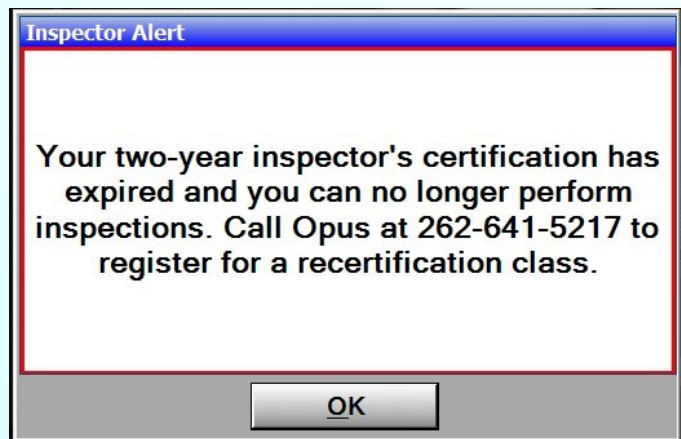 Inspector Alert
Your two-year inspector's certification has
expired and you can no longer perform
inspections. Call Opus at 262-641-5217 to
register for a recertification class.
OK